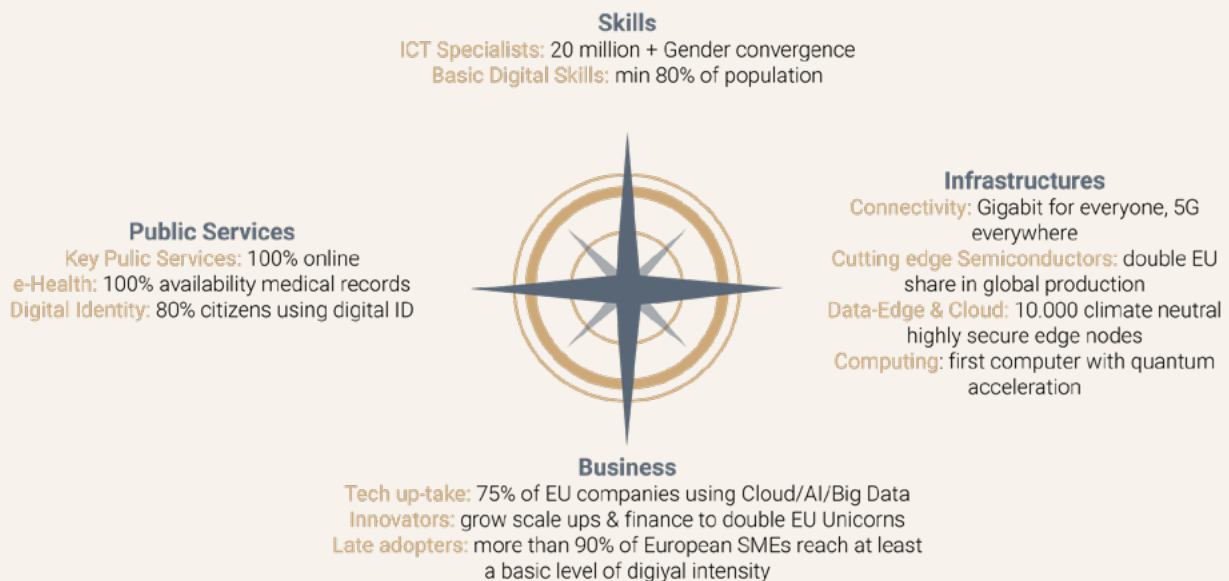 Skills
ICT Specialists: 20 million + Gender convergence
Basic Digital Skills: min 80% of population
Public Services
Key Pulic Services: 100% online
e-Health: 100% availability medical records
Digital Identity: 80% citizens using digital ID
Infrastructures
Connectivity: Gigabit for everyone, 5G
everywhere
Cutting edge Semiconductors: double EU
share in global production
Data-Edge & Cloud: 10.000 climate neutral
highly secure edge nodes
Computing: first computer with quantum
acceleration
Business
Tech up-take: 75% of EU companies using Cloud/AI/Big Data
Innovators: grow scale ups & finance to double EU Unicorns
Late adopters: more than 90% of European SMEs reach at least
a basic level of digiyal intensity